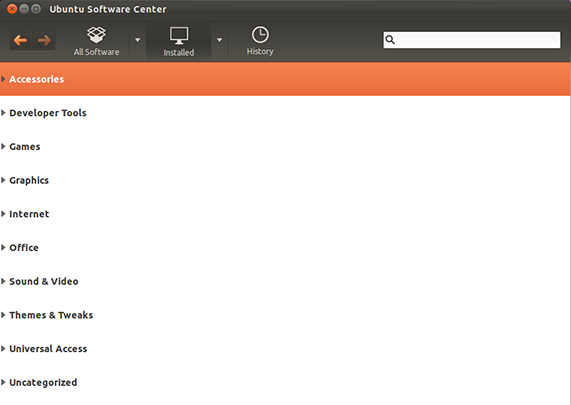 Ubuntu Software Center
All Software
Installed
History
Accessories
Developer Tools
Games
Graphics
Internet
Office
Sound & Video
Themes & Tweaks
Universal Access
Uncategorized